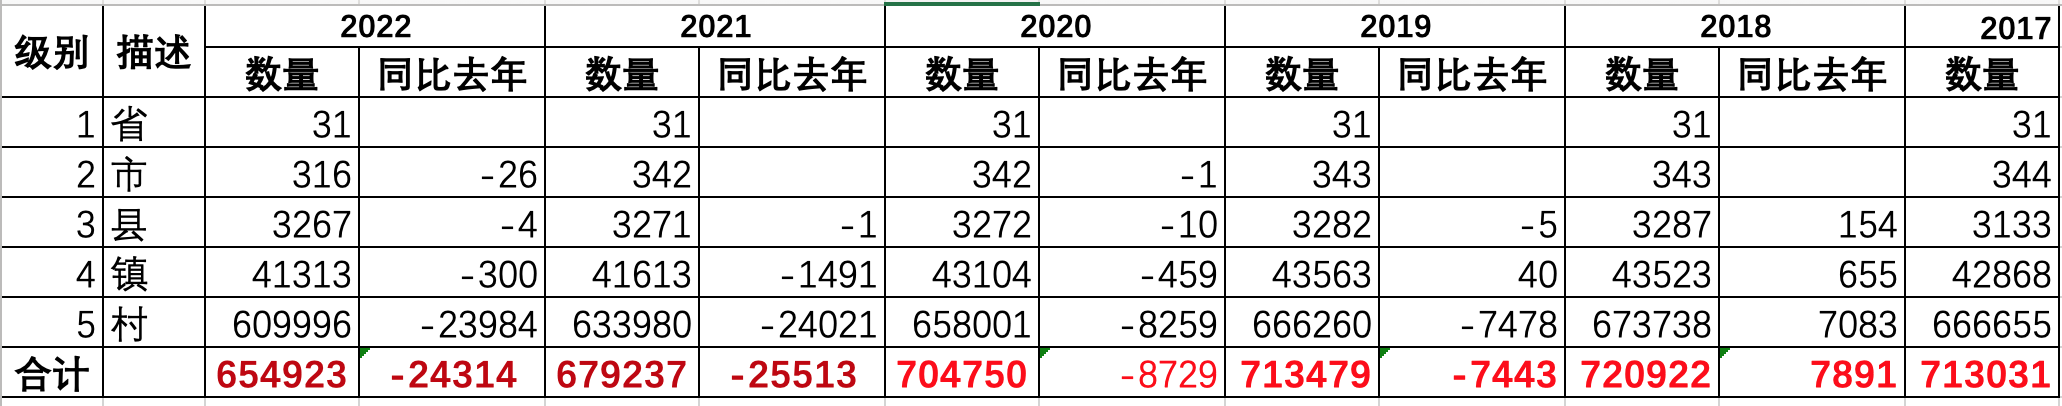 级别 描述 2022 2021 2020 2019 2018 2017
数量 同比去年 数量 同比去年 数量 同比去年 数量 同比去年 数量 同比去年 数量
1 省 31 31 31 31 31 31
2 市 316 -26 342 342 -1 343 343 344
3 县 3267 -4 3271 -1 3272 -10 3282 -5 3287 154 3133
4 镇 41313 -300 41613 -1491 43104 -459 43563 40 43523 655 42868
5 村 609996 -23984 633980 -24021 658001 -8259 666260 -7478 673738 7083 666655
合计 654923 -24314 679237 -25513 704750 -8729 713479 -7443 720922 7891 713031